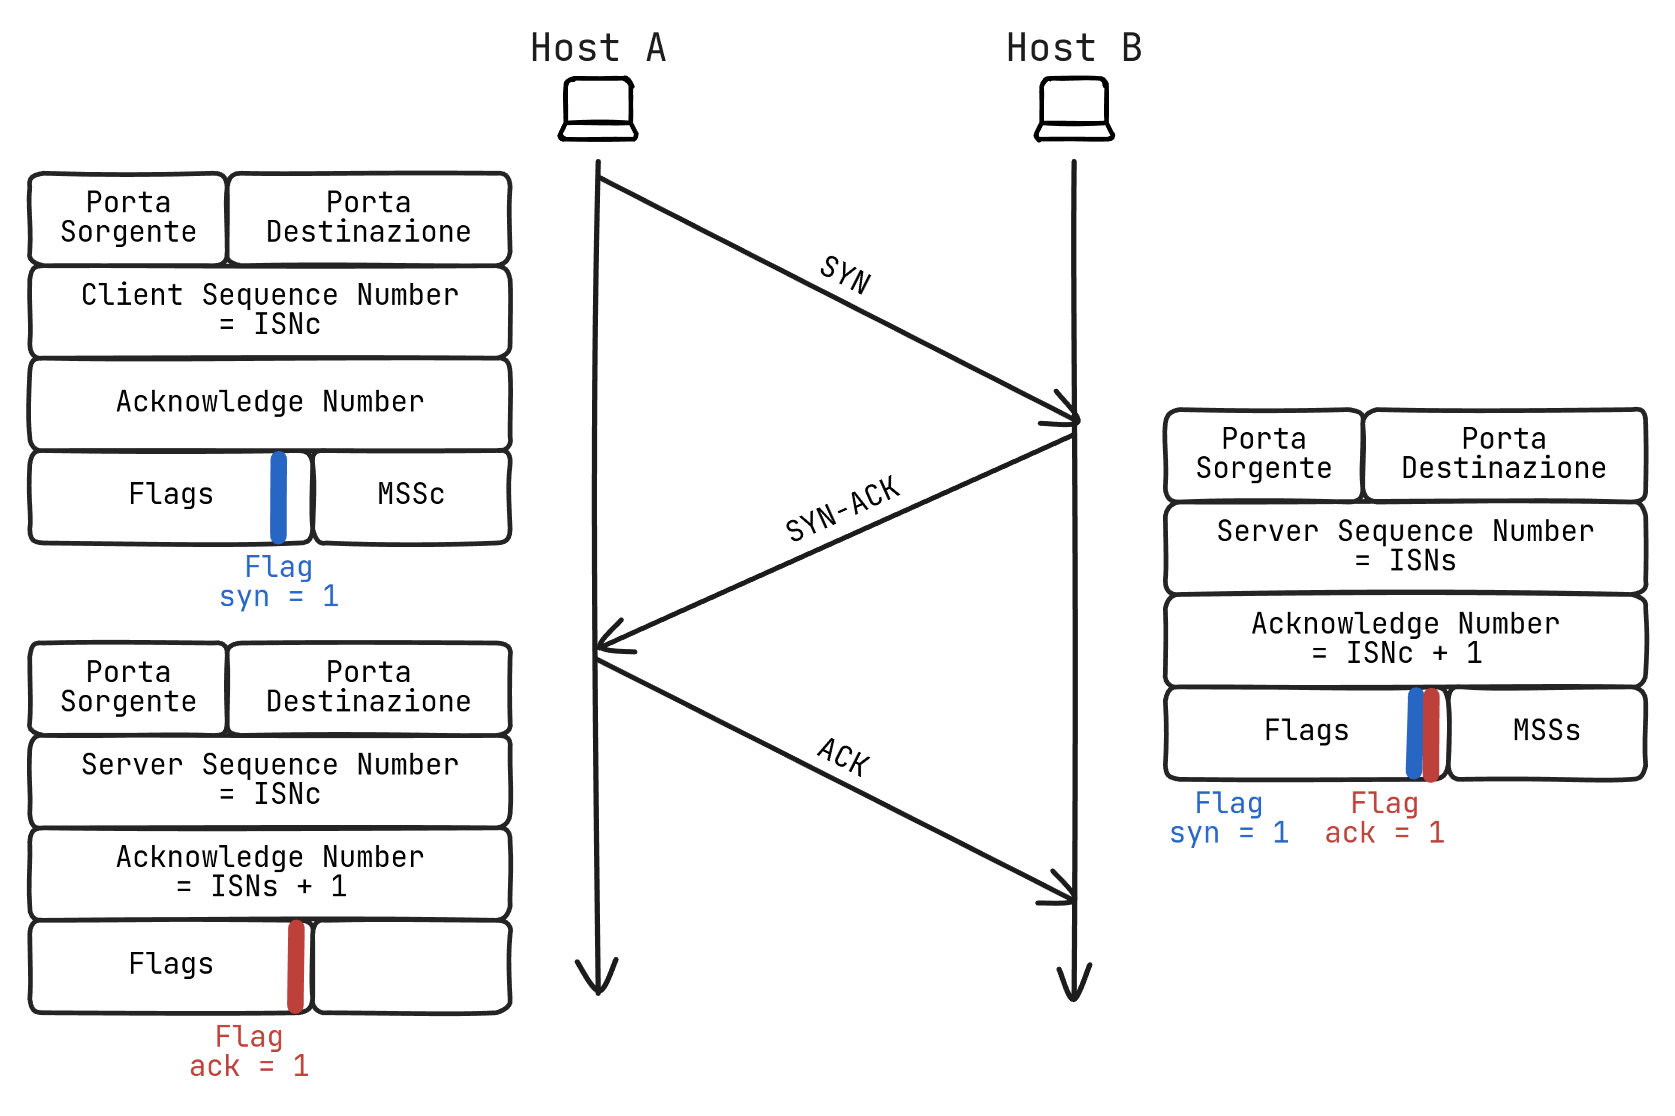 Host A
Host B
Porta
Sorgente
Porta
Destinazione
Client Sequence Number
= ISNc
Acknowledge Number
Flags
MSSc
Flag
syn = 1
SYN
SYN-ACK
ACK
Porta
Sorgente
Porta
Destinazione
Server Sequence Number
= ISNs
Acknowledge Number
= ISNc + 1
Flags
MSSs
Flag
syn = 1
Flag
ack = 1
Porta
Sorgente
Porta
Destinazione
Server Sequence Number
= ISNc
Acknowledge Number
= ISNs + 1
Flags
Flag
ack = 1